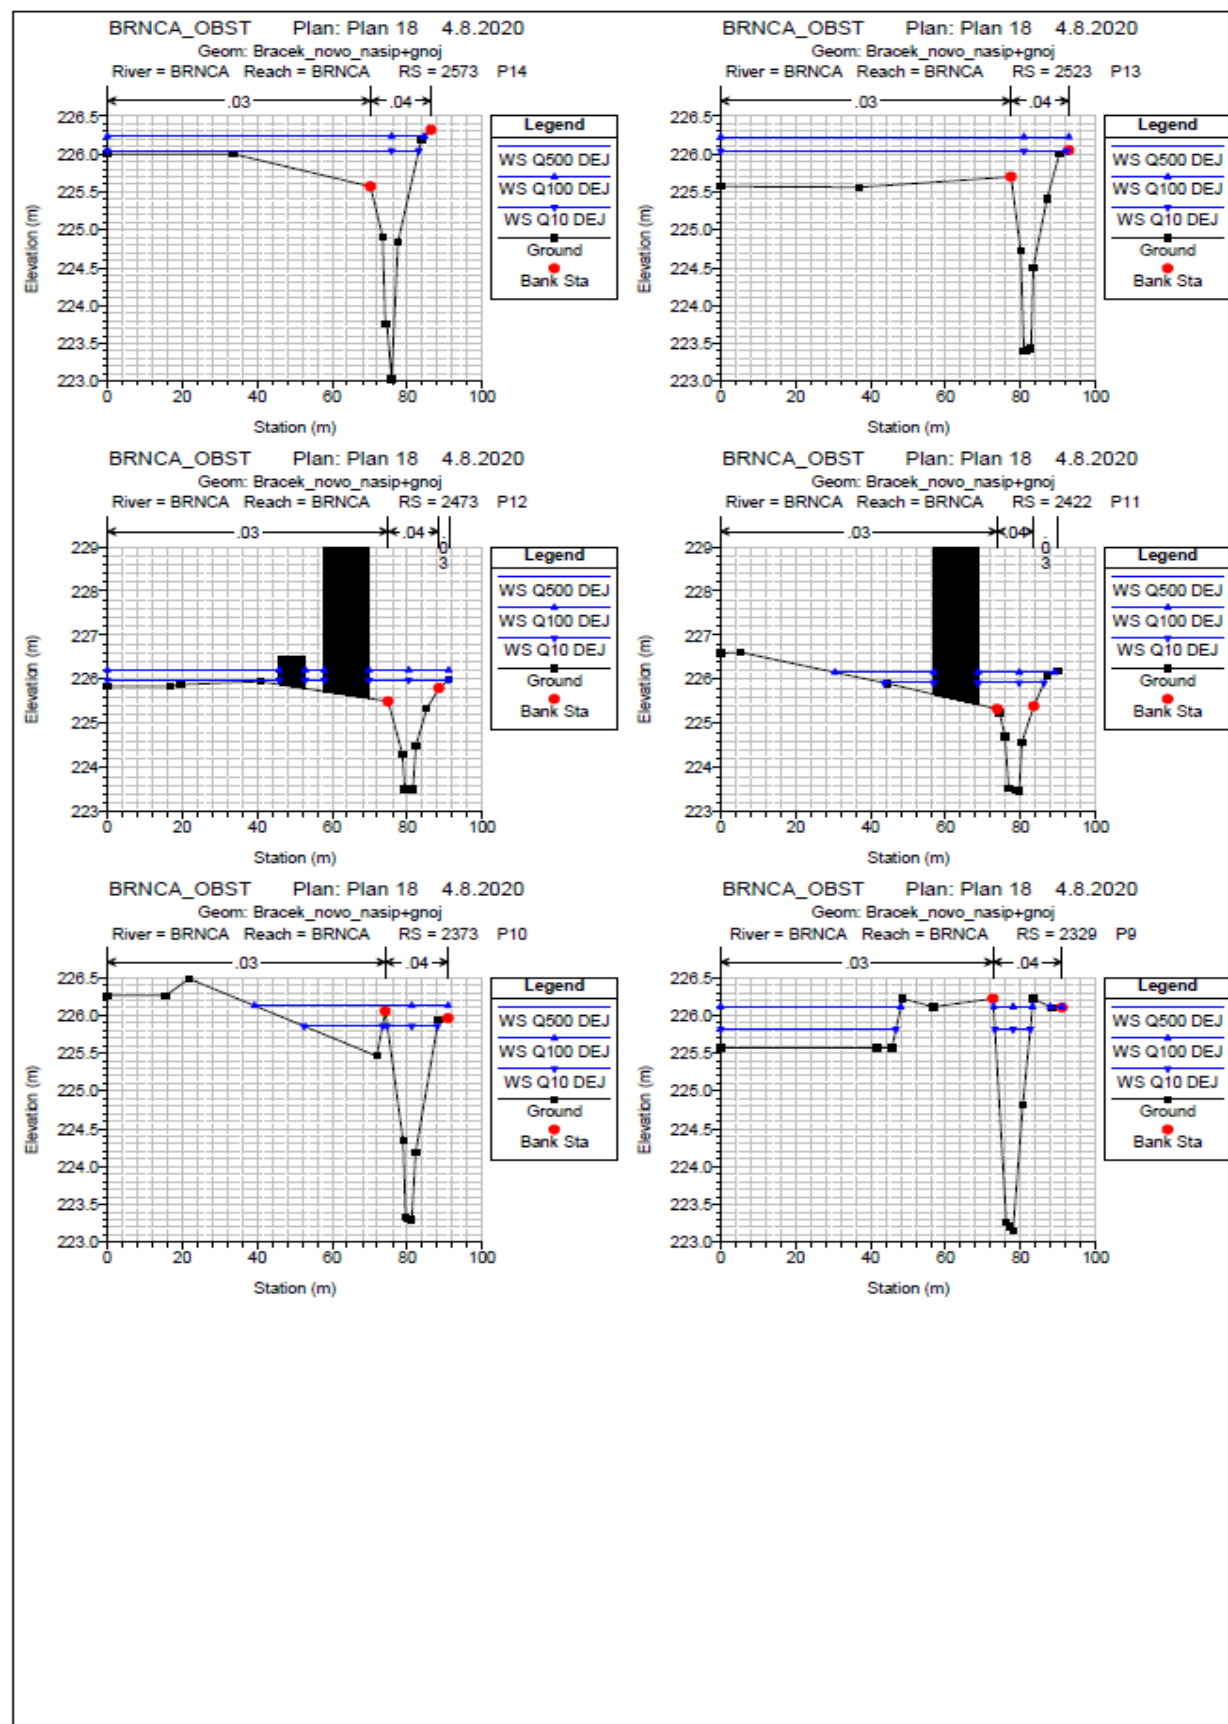 BRNCA_OBST Plan: Plan 18 4.8.2020
Geom: Bracek_novo_nasip+gnoj
River = BRNCA Reach = BRNCA RS = 2573 P14
.03 .04
226.5
226.0
225.5
225.0
224.5
224.0
223.5
223.0
Elevation (m)
0 20 40 60 80 100
Station (m)
Legend
WS Q500 DEJ
WS Q100 DEJ
WS Q10 DEJ
Ground
Bank Sta
BRNCA_OBST Plan: Plan 18 4.8.2020
Geom: Bracek_novo_nasip+gnoj
River = BRNCA Reach = BRNCA RS = 2523 P13
.03 .04
226.5
226.0
225.5
225.0
224.5
224.0
223.5
223.0
Elevation (m)
0 20 40 60 80 100
Station (m)
Legend
WS Q500 DEJ
WS Q100 DEJ
WS Q10 DEJ
Ground
Bank Sta
BRNCA_OBST Plan: Plan 18 4.8.2020
Geom: Bracek_novo_nasip+gnoj
River = BRNCA Reach = BRNCA RS = 2473 P12
.03 .04 .03
229
228
227
226
225
224
223
Elevation (m)
0 20 40 60 80 100
Station (m)
Legend
WS Q500 DEJ
WS Q100 DEJ
WS Q10 DEJ
Ground
Bank Sta
BRNCA_OBST Plan: Plan 18 4.8.2020
Geom: Bracek_novo_nasip+gnoj
River = BRNCA Reach = BRNCA RS = 2422 P11
.03 .04 .03
229
228
227
226
225
224
223
Elevation (m)
0 20 40 60 80 100
Station (m)
Legend
WS Q500 DEJ
WS Q100 DEJ
WS Q10 DEJ
Ground
Bank Sta
BRNCA_OBST Plan: Plan 18 4.8.2020
Geom: Bracek_novo_nasip+gnoj
River = BRNCA Reach = BRNCA RS = 2373 P10
.03 .04
226.5
226.0
225.5
225.0
224.5
224.0
223.5
223.0
Elevation (m)
0 20 40 60 80 100
Station (m)
Legend
WS Q500 DEJ
WS Q100 DEJ
WS Q10 DEJ
Ground
Bank Sta
BRNCA_OBST Plan: Plan 18 4.8.2020
Geom: Bracek_novo_nasip+gnoj
River = BRNCA Reach = BRNCA RS = 2329 P9
.03 .04
226.5
226.0
225.5
225.0
224.5
224.0
223.5
223.0
Elevation (m)
0 20 40 60 80 100
Station (m)
Legend
WS Q500 DEJ
WS Q100 DEJ
WS Q10 DEJ
Ground
Bank Sta